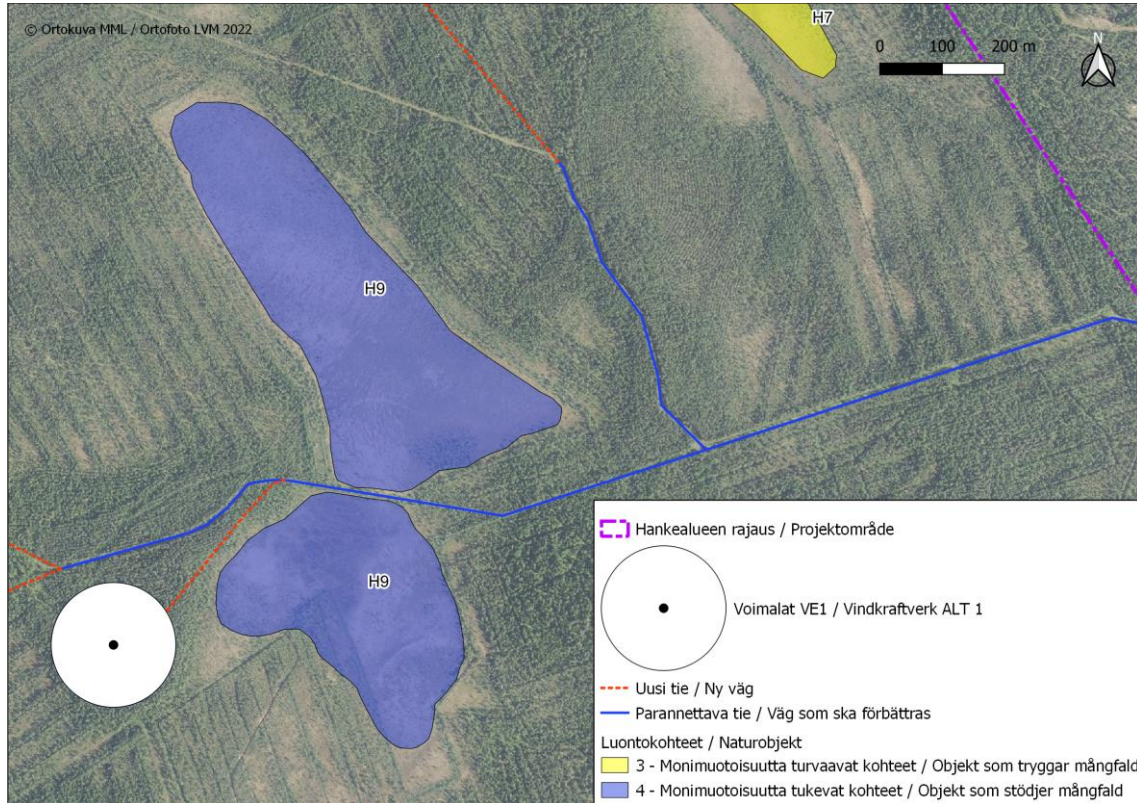 © Ortokuva MML / Ortofoto LVM 2022
H7
0 100 200 m
N
H9
H9
Hankealueen rajaus / Projektområde
Voimalat VE1 / Vindkraftverk ALT 1
Uusi tie / Ny väg
Parannettava tie / Väg som ska förbättras
Luontokohteet / Naturobjekt
3 - Monimuotoisuutta turvaavat kohteet / Objekt som tryggar mångfald
4 - Monimuotoisuutta tukevat kohteet / Objekt som stödjer mångfald